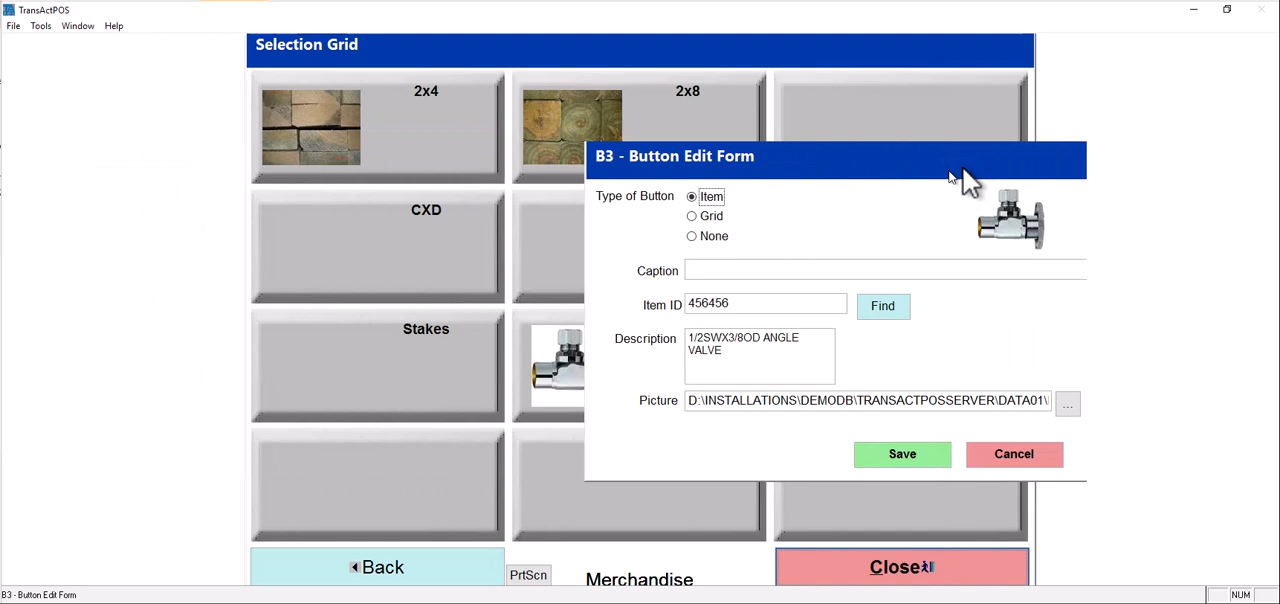 TransActPOS
File Tools Window Help
Selection Grid
2x4
2x8
B3 - Button Edit Form
Type of Button
Item
Grid
None
CXD
Caption
Item ID 456456 Find
Stakes
Description 1/2SWX3/8OD ANGLE
VALVE
Picture D:\INSTALLATIONS\DEMODB\TRANSACTPOSSERVER\DATA01\ ...
Save Cancel
Back
PrtScn
Merchandise
Close
B3 - Button Edit Form
NUM